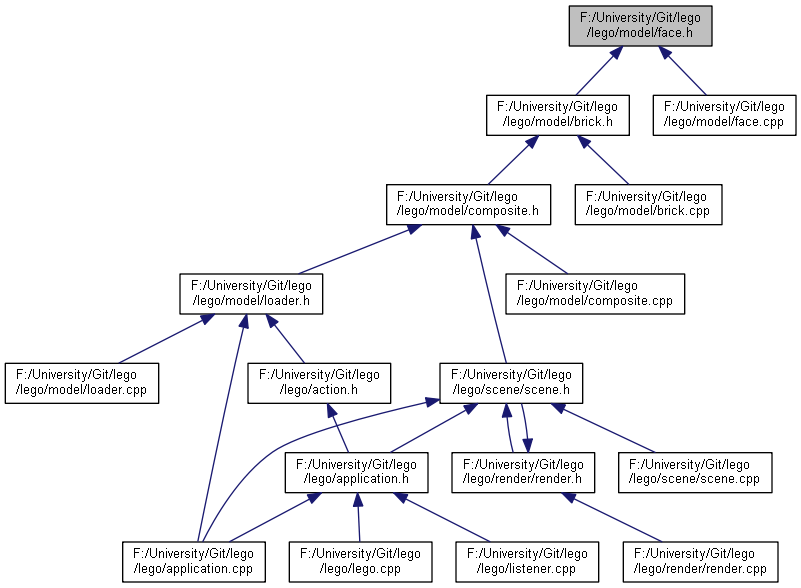 F:/University/Git/lego
/lego/model/face.h
F:/University/Git/lego
/lego/model/brick.h
F:/University/Git/lego
/lego/model/face.cpp
F:/University/Git/lego
/lego/model/composite.h
F:/University/Git/lego
/lego/model/brick.cpp
F:/University/Git/lego
/lego/model/loader.h
F:/University/Git/lego
/lego/model/composite.cpp
F:/University/Git/lego
/lego/model/loader.cpp
F:/University/Git/lego
/lego/action.h
F:/University/Git/lego
/lego/scene/scene.h
F:/University/Git/lego
/lego/application.h
F:/University/Git/lego
/lego/render/render.h
F:/University/Git/lego
/lego/scene/scene.cpp
F:/University/Git/lego
/lego/application.cpp
F:/University/Git/lego
/lego/lego.cpp
F:/University/Git/lego
/lego/listener.cpp
F:/University/Git/lego
/lego/render/render.cpp